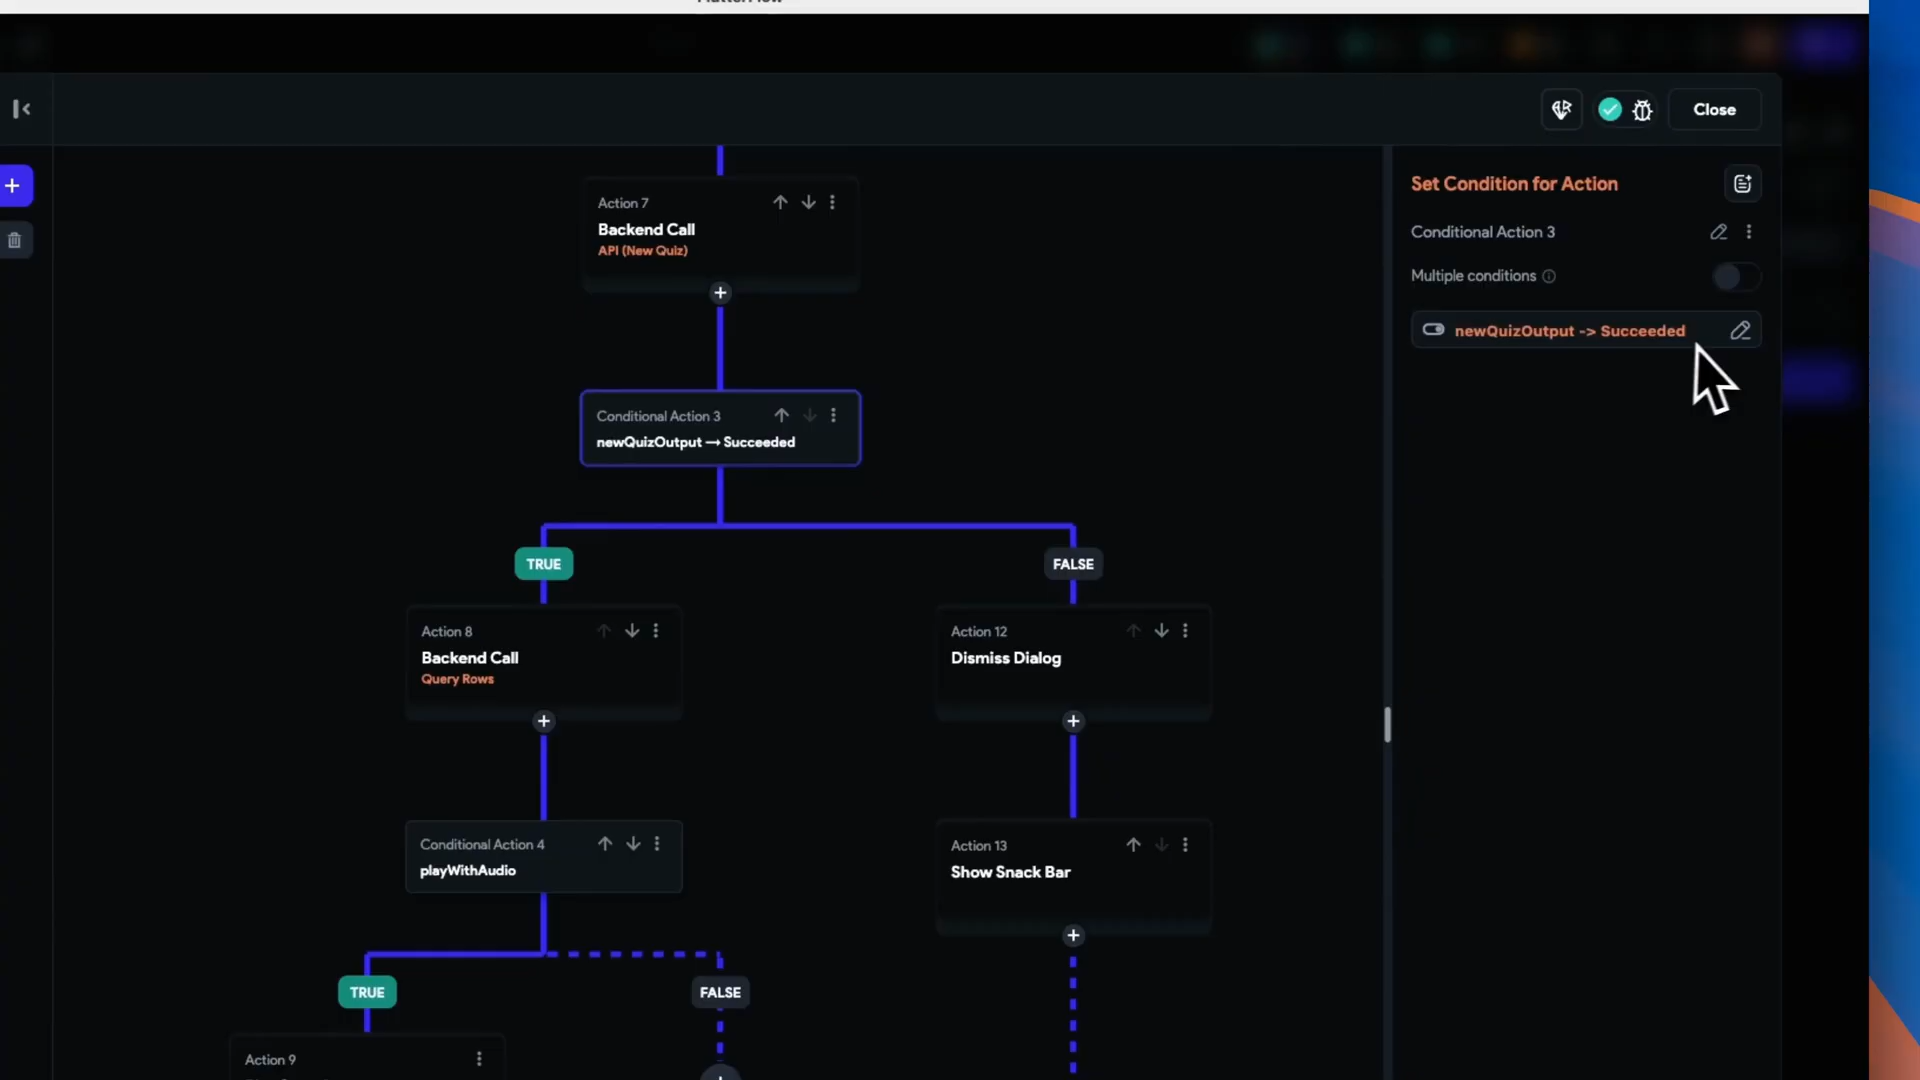 Close
Action 7
Backend Call
API (New Quiz)
Set Condition for Action
Conditional Action 3
Multiple conditions
newQuizOutput -> Succeeded
Conditional Action 3
newQuizOutput → Succeeded
TRUE
FALSE
Action 8
Backend Call
Query Rows
Action 12
Dismiss Dialog
Conditional Action 4
playWithAudio
Action 13
Show Snack Bar
TRUE
FALSE
Action 9